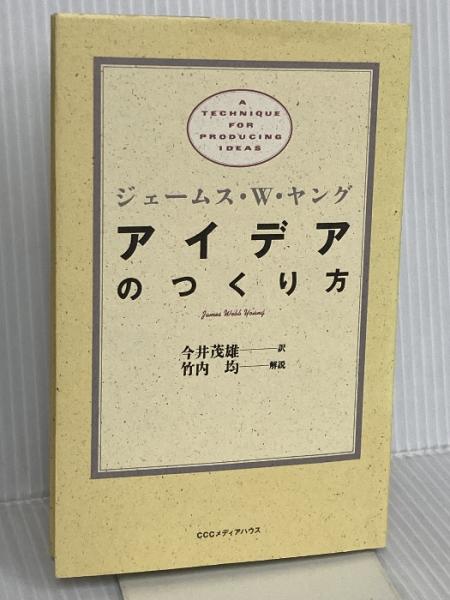 A
TECHNIQUE
FOR
PRODUCING
IDEAS
ジェームス・W・ヤング
アイデア
のつくり方
James Webb Young
今井茂雄──訳
竹内 均──解説
CCCメディアハウス